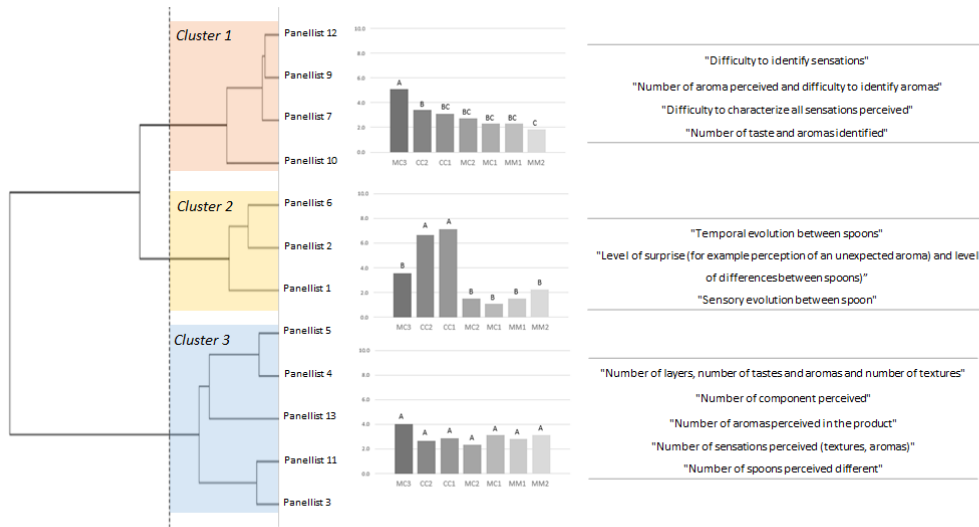 Cluster 1
Panellist 12
Panellist 9
Panellist 7
Panellist 10
10.0
8.0
6.0
4.0
2.0
0.0
A
B
BC
BC
BC
BC
C
MC3 CC2 CC1 MC2 MC1 MM1 MM2
"Difficulty to identify sensations"
"Number of aroma perceived and difficulty to identify aromas"
"Difficulty to characterize all sensations perceived"
"Number of taste and aromas identified"
Cluster 2
Panellist 6
Panellist 2
Panellist 1
10.0
8.0
6.0
4.0
2.0
0.0
B
A
A
B
B
B
B
MC3 CC2 CC1 MC2 MC1 MM1 MM2
"Temporal evolution between spoons"
"Level of surprise (for example perception of an unexpected aroma) and level
of differences between spoons)"
"Sensory evolution between spoon"
Cluster 3
Panellist 5
Panellist 4
Panellist 13
Panellist 11
Panellist 3
10.0
8.0
6.0
4.0
2.0
0.0
A
A
A
A
A
A
A
MC3 CC2 CC1 MC2 MC1 MM1 MM2
"Number of layers, number of tastes and aromas and number of textures"
"Number of component perceived"
"Number of aromas perceived in the product"
"Number of sensations perceived (textures, aromas)"
"Number of spoons perceived different"